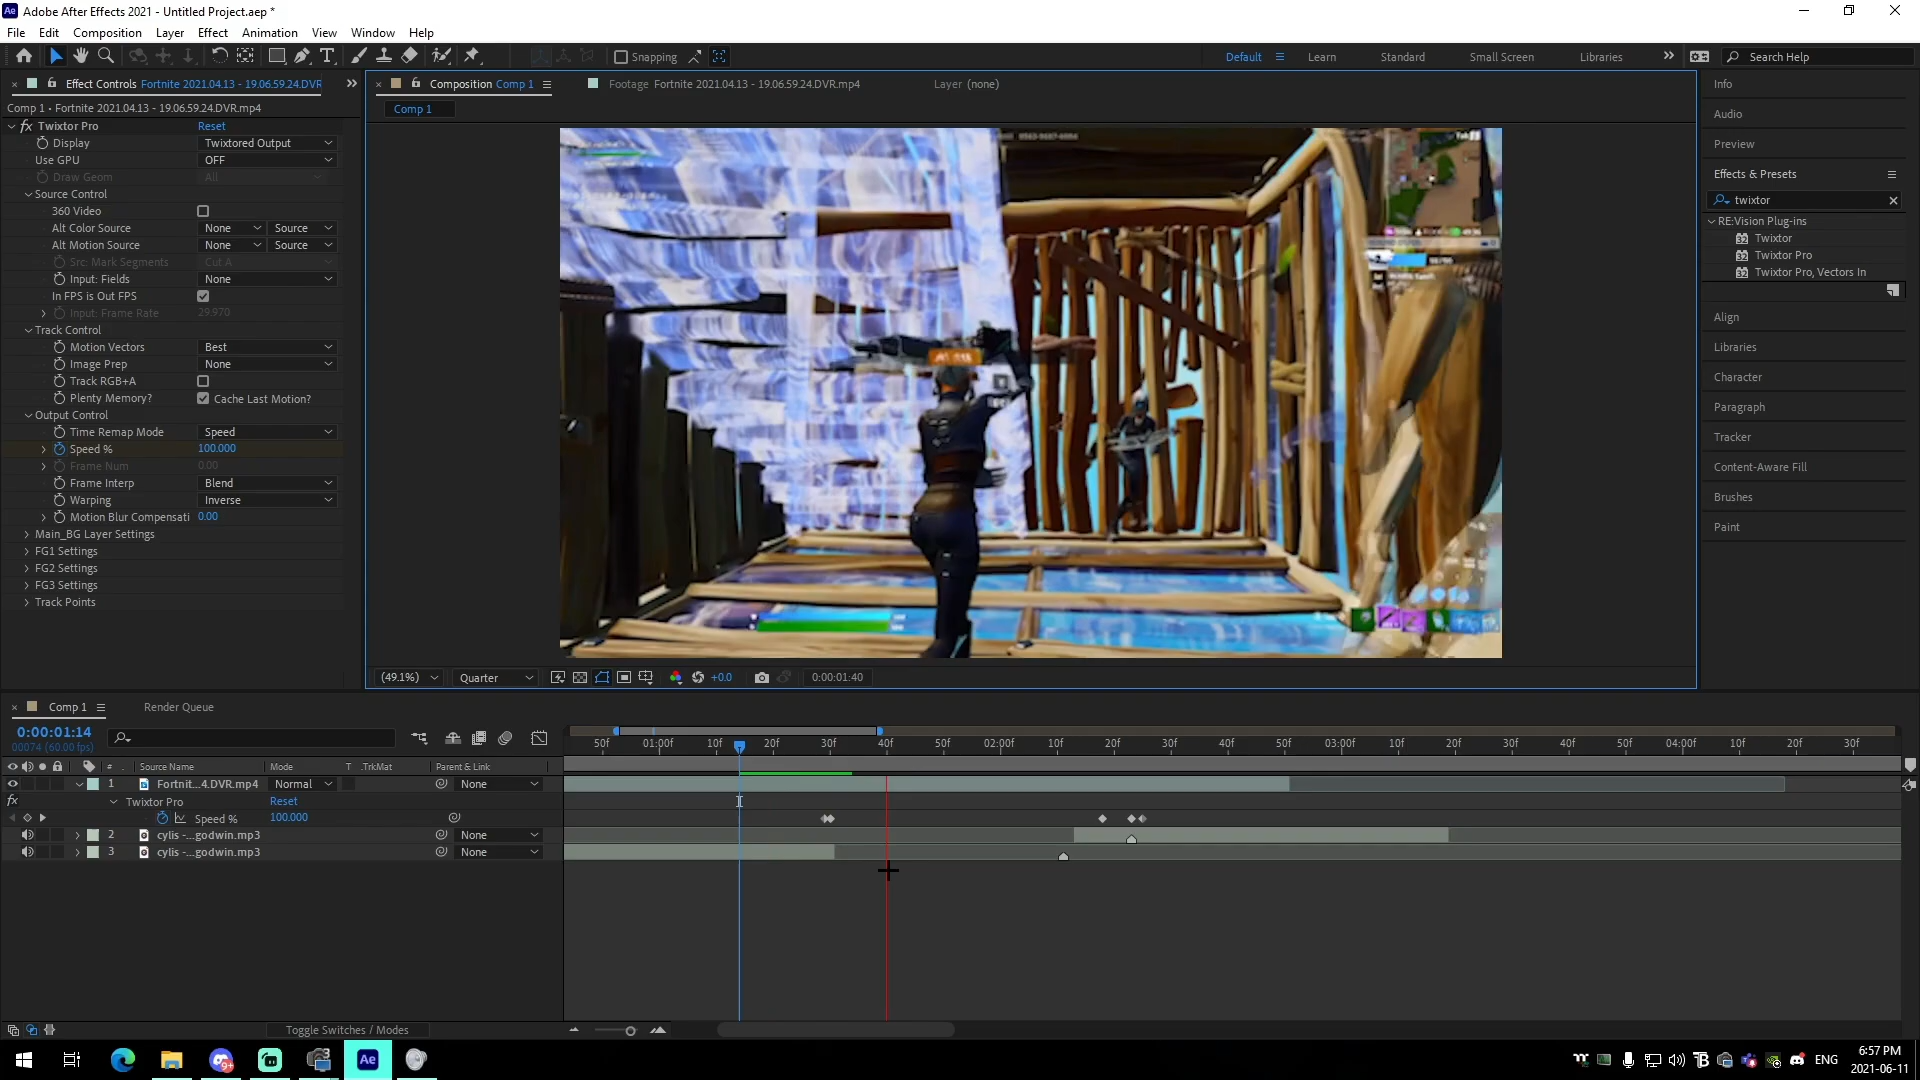 Adobe After Effects 2021 - Untitled Project.aep *
File Edit Composition Layer Effect Animation View Window Help
Snapping Default Learn Standard Small Screen Libraries Search Help
Effect Controls Fortnite 2021.04.13 - 19.06.59.24.DVR
Composition Comp 1 Footage Fortnite 2021.04.13 - 19.06.59.24.DVR.mp4 Layer (none)
Comp 1 • Fortnite 2021.04.13 - 19.06.59.24.DVR.mp4
Comp 1
fx Twixtor Pro Reset
Display Twixtored Output
Use GPU OFF
Draw Geom All
Source Control
360 Video
Alt Color Source None Source
Alt Motion Source None Source
Src: Mark Segments Cut A
Input: Fields None
In FPS is Out FPS
Input: Frame Rate 29.970
Track Control
Motion Vectors Best
Image Prep None
Track RGB+A
Plenty Memory? Cache Last Motion?
Output Control
Time Remap Mode Speed
Speed % 100.000
Frame Num 0.00
Frame Interp Blend
Warping Inverse
Motion Blur Compensati 0.00
Main_BG Layer Settings
FG1 Settings
FG2 Settings
FG3 Settings
Track Points
Info
Audio
Preview
Effects & Presets
twixtor
RE:Vision Plug-ins
32 Twixtor
32 Twixtor Pro
32 Twixtor Pro, Vectors In
Align
Libraries
Character
Paragraph
Tracker
Content-Aware Fill
Brushes
Paint
(49.1%) Quarter +0.0 0:00:01:40
Comp 1 Render Queue
0:00:01:14
00074 (60.00 fps)
50f 01:00f 10f 20f 30f 40f 50f 02:00f 10f 20f 30f 40f 50f 03:00f 10f 20f 30f 40f 50f 04:00f 10f 20f 30f
# Source Name Mode T .TrkMat Parent & Link
1 Fortnit...4.DVR.mp4 Normal None
fx Twixtor Pro Reset
Speed % 100.000
2 cylis -...godwin.mp3 None
3 cylis -...godwin.mp3 None
Toggle Switches / Modes
9+ Ae ENG
6:57 PM
2021-06-11